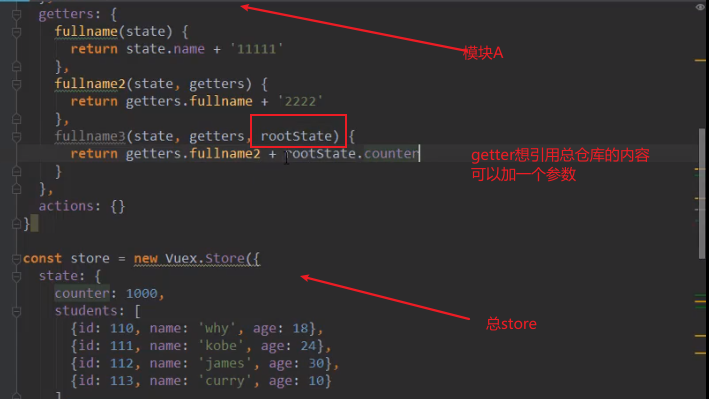 getters: {
fullname(state) {
return state.name + '11111'
},
fullname2(state, getters) {
return getters.fullname + '2222'
},
fullname3(state, getters, rootState) {
return getters.fullname2 + rootState.counter
}
},
actions: {}
}
const store = new Vuex.Store({
state: {
counter: 1000,
students: [
{id: 110, name: 'why', age: 18},
{id: 111, name: 'kobe', age: 24},
{id: 112, name: 'james', age: 30},
{id: 113, name: 'curry', age: 10}
模块A
getter想引用总仓库的内容
可以加一个参数
总store